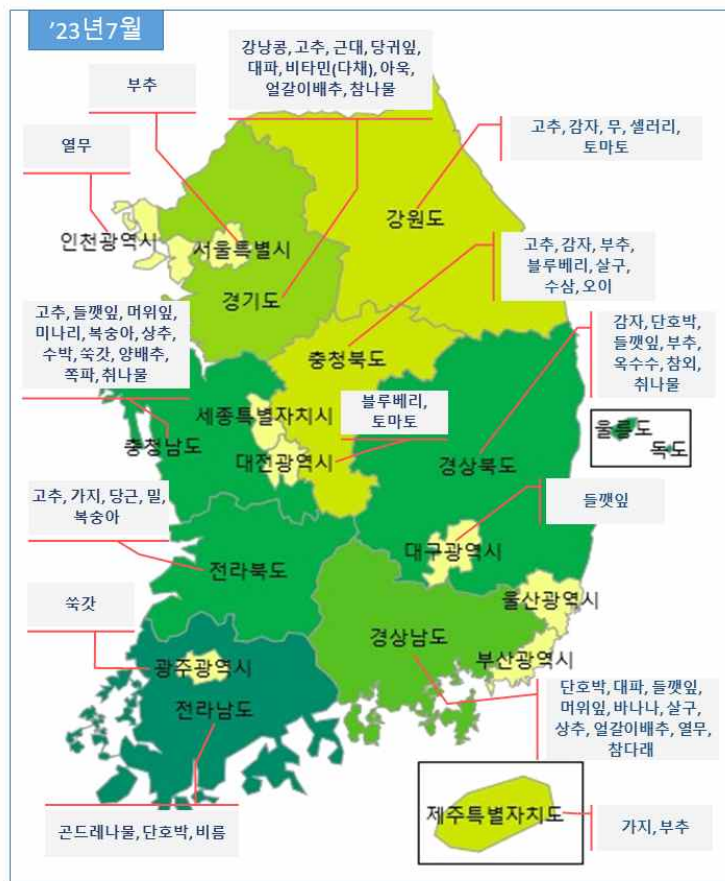 '23년7월
강낭콩, 고추, 근대, 당귀잎,
대파, 비타민(다채), 아욱,
얼갈이배추, 참나물
부추
고추, 감자, 무, 셀러리,
토마토
열무
강원도
인천광역시
서울특별시
고추, 감자, 부추,
블루베리, 살구,
수삼, 오이
경기도
고추, 들깻잎, 머위잎,
미나리, 복숭아, 상추,
수박, 쑥갓, 양배추,
쪽파, 취나물
감자, 단호박,
들깻잎, 부추,
옥수수, 참외,
취나물
충청북도
블루베리,
토마토
세종특별자치시
울릉도
독도
충청남도
대전광역시
경상북도
고추, 가지, 당근, 밀,
복숭아
들깻잎
대구광역시
전라북도
울산광역시
쑥갓
경상남도
부산광역시
광주광역시
전라남도
단호박, 대파, 들깻잎,
머위잎, 바나나, 살구,
상추, 얼갈이배추, 열무,
참다래
제주특별자치도
곤드레나물, 단호박, 비름
가지, 부추